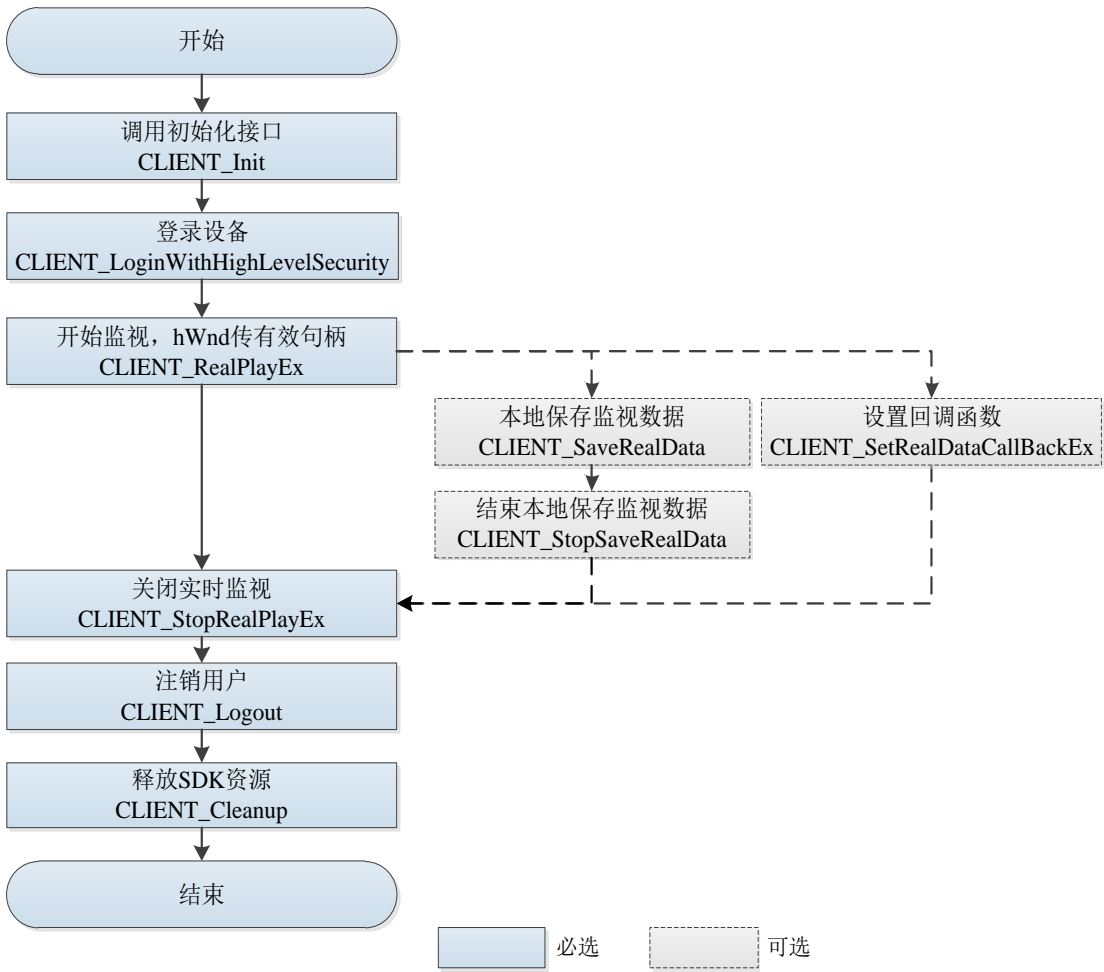 开始
调用初始化接口
CLIENT_Init
登录设备
CLIENT_LoginWithHighLevelSecurity
开始监视，hWnd传有效句柄
CLIENT_RealPlayEx
本地保存监视数据
CLIENT_SaveRealData
设置回调函数
CLIENT_SetRealDataCallBackEx
结束本地保存监视数据
CLIENT_StopSaveRealData
关闭实时监视
CLIENT_StopRealPlayEx
注销用户
CLIENT_Logout
释放SDK资源
CLIENT_Cleanup
结束
必选
可选